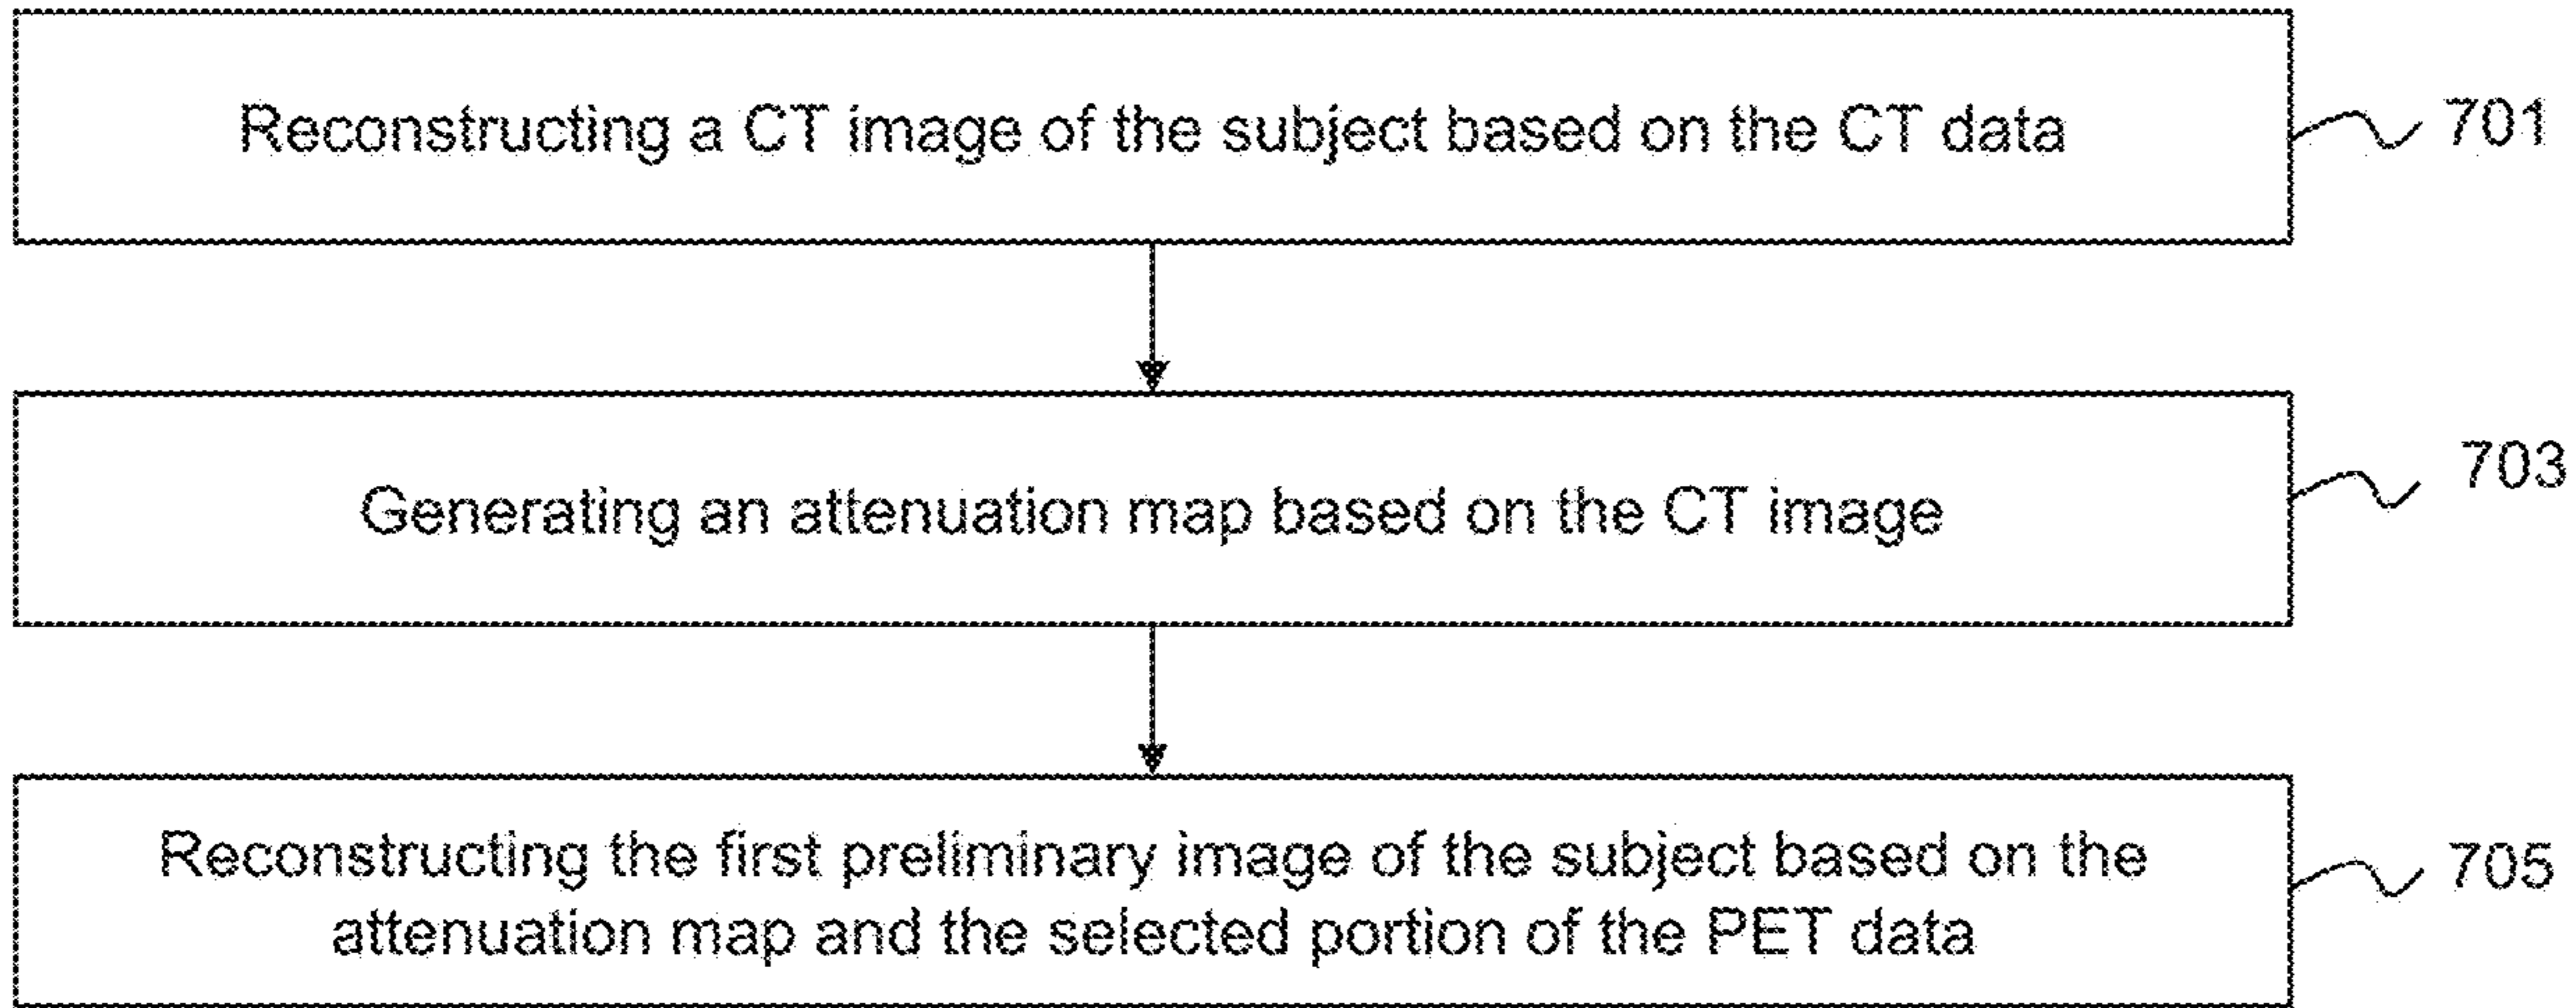 Reconstructing a CT image of the subject based on the CT data
701
Generating an attenuation map based on the CT image
703
Reconstructing the first preliminary image of the subject based on the
attenuation map and the selected portion of the PET data
705